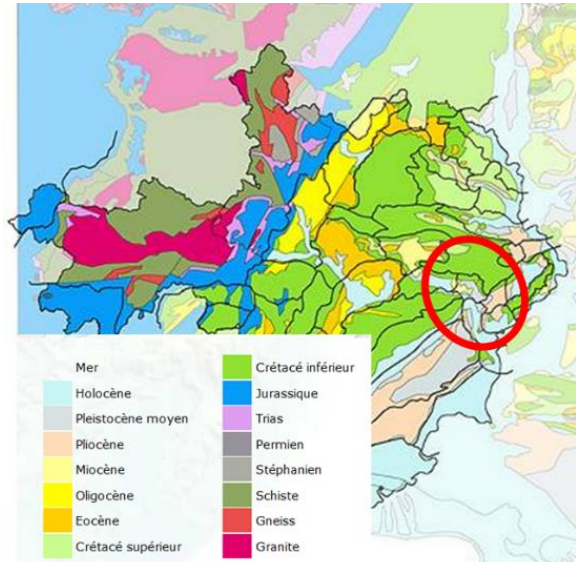 Mer
Holocène
Pleistocène moyen
Pliocène
Miocène
Oligocène
Eocène
Crétacé supérieur
Crétacé inférieur
Jurassique
Trias
Permien
Stéphanien
Schiste
Gneiss
Granite